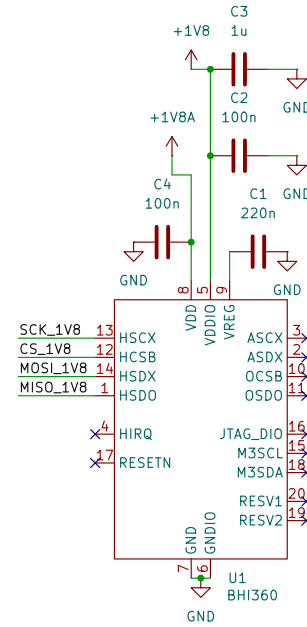 C3
1u
+1V8
GND
C2
100n
+1V8A
GND
C4
100n
C1
220n
GND
GND
8
5
9
VDD
VDDIO
VREG
SCK_1V8
13
HSCX
ASCX
3
CS_1V8
12
HCSB
ASDX
2
MOSI_1V8
14
HSDX
OCSB
10
MISO_1V8
1
HSDO
OSDO
11
4
HIRQ
JTAG_DIO
16
M3SCL
15
17
RESETN
M3SDA
18
RESV1
20
RESV2
19
GND
GNDIO
7
6
U1
BHI360
GND